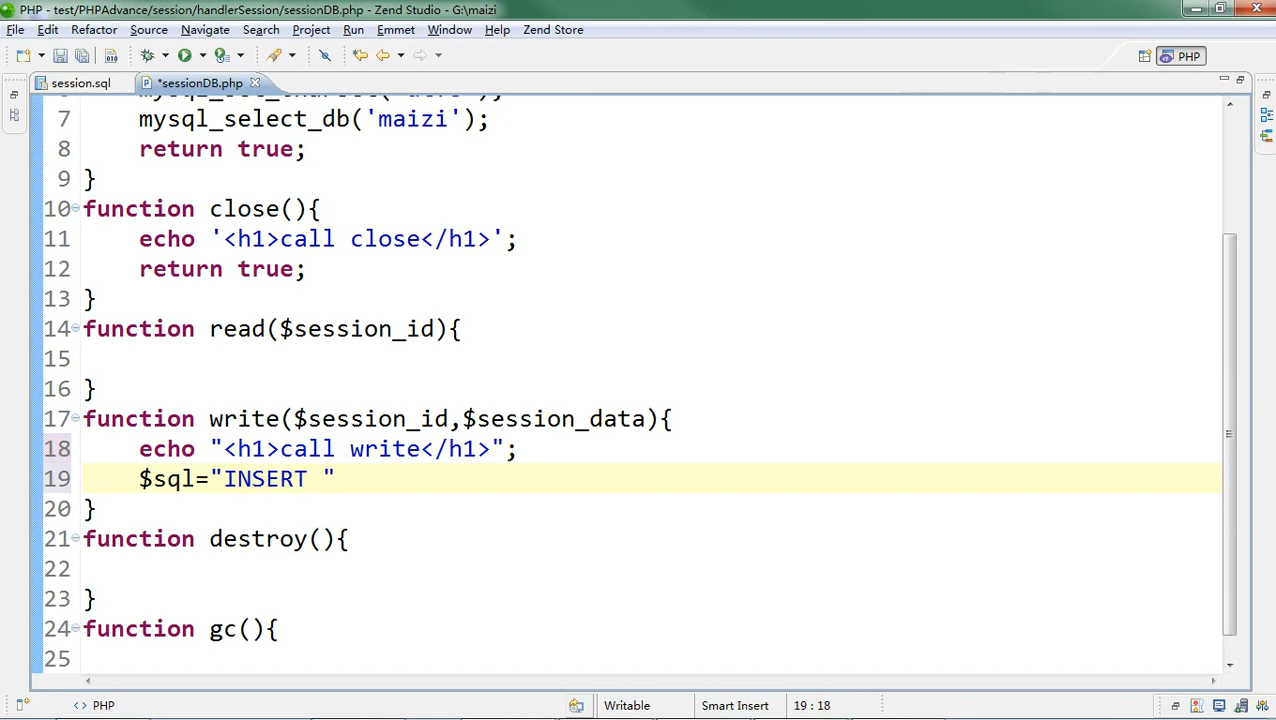 PHP - test/PHPAdvance/session/handlerSession/sessionDB.php - Zend Studio - G:\maizi
File Edit Refactor Source Navigate Search Project Run Emmet Window Help Zend Store
PHP
session.sql *sessionDB.php
7 mysql_select_db('maizi');
8 return true;
9 }
10 function close(){
11 echo '<h1>call close</h1>';
12 return true;
13 }
14 function read($session_id){
15
16 }
17 function write($session_id,$session_data){
18 echo "<h1>call write</h1>";
19 $sql="INSERT "
20 }
21 function destroy(){
22
23 }
24 function gc(){
25
<> PHP Writable Smart Insert 19 : 18